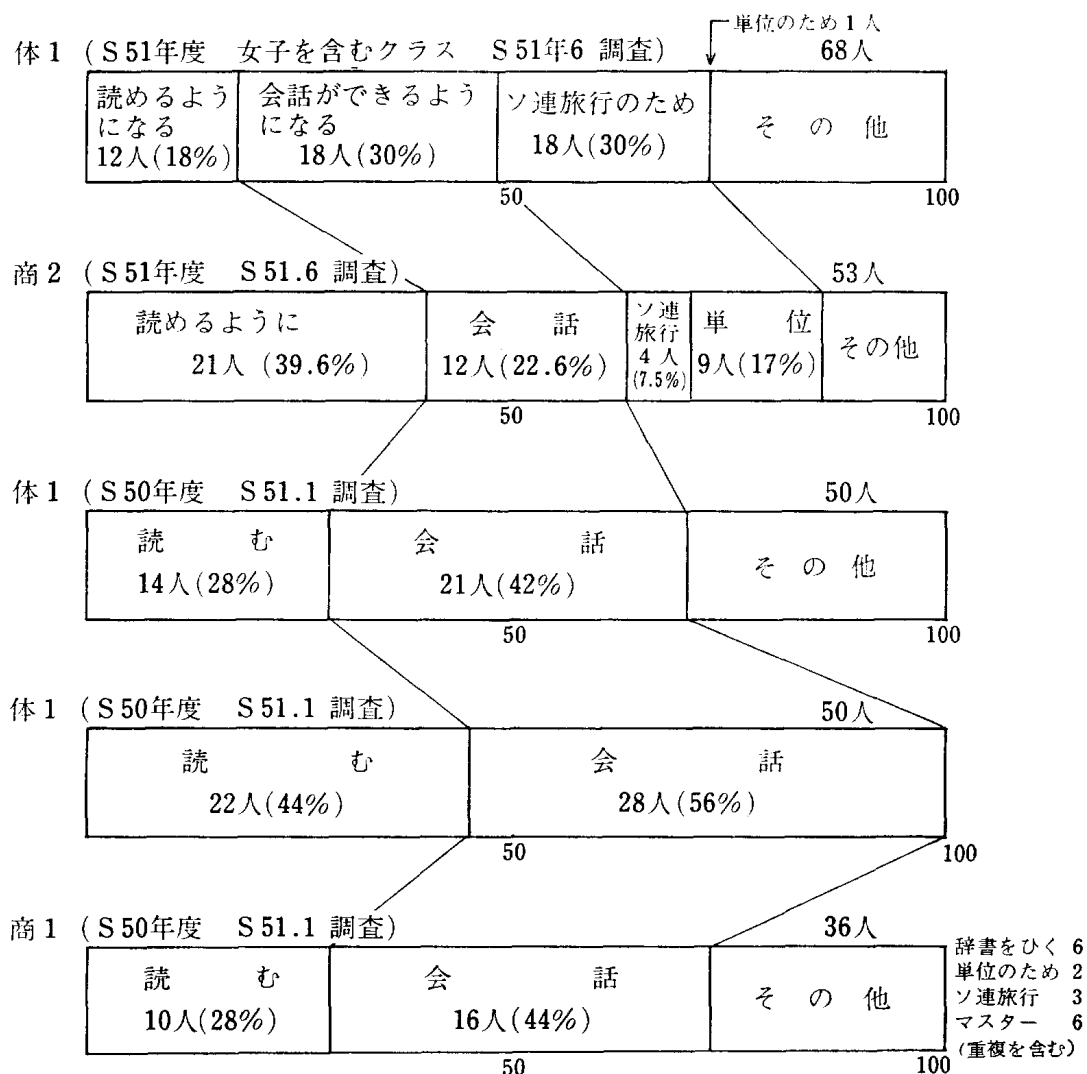 単位のため1人
体1 (S51年度 女子を含むクラス S51年6 調査) 68人
読めるよう
になる
12人(18%)
会話ができるよう
になる
18人(30%)
ソ連旅行のため
18人(30%)
その他
50
100
商2 (S51年度 S51.6 調査) 53人
読めるように
21人 (39.6%)
会話
12人(22.6%)
ソ連
旅行
4人
(7.5%)
単位
9人(17%)
その他
50
100
体1 (S50年度 S51.1 調査) 50人
読む
14人(28%)
会話
21人(42%)
その他
50
100
体1 (S50年度 S51.1 調査) 50人
読む
22人(44%)
会話
28人(56%)
50
100
商1 (S50年度 S51.1 調査) 36人
読む
10人(28%)
会話
16人(44%)
その他
辞書をひく 6
単位のため 2
ソ連旅行 3
マスター 6
(重複を含む)
50
100